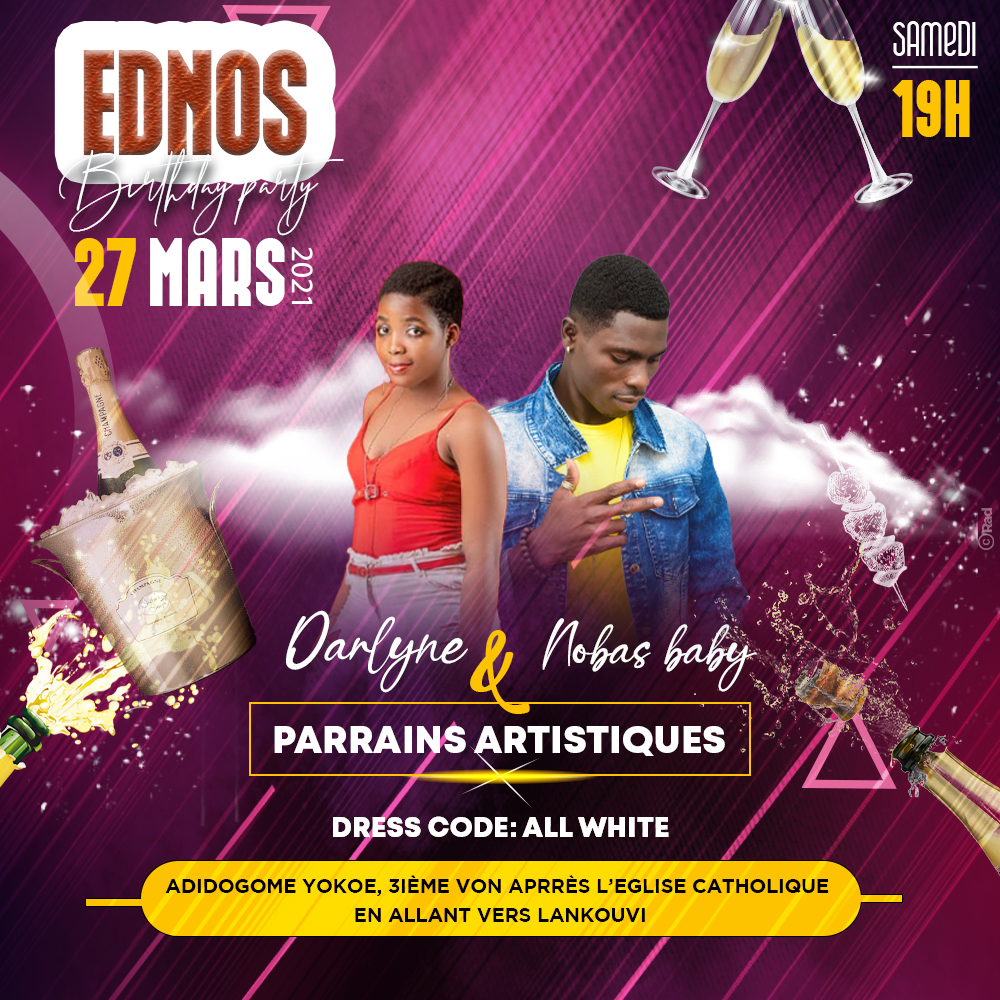 EDNOS
Birthday party
27 MARS 2021
SAMEDI
19H
CHAMPAGNE
©Rad
Darlyne & Nobas baby
PARRAINS ARTISTIQUES
DRESS CODE: ALL WHITE
ADIDOGOME YOKOE, 3IÈME VON APRRÈS L'EGLISE CATHOLIQUE
EN ALLANT VERS LANKOUVI